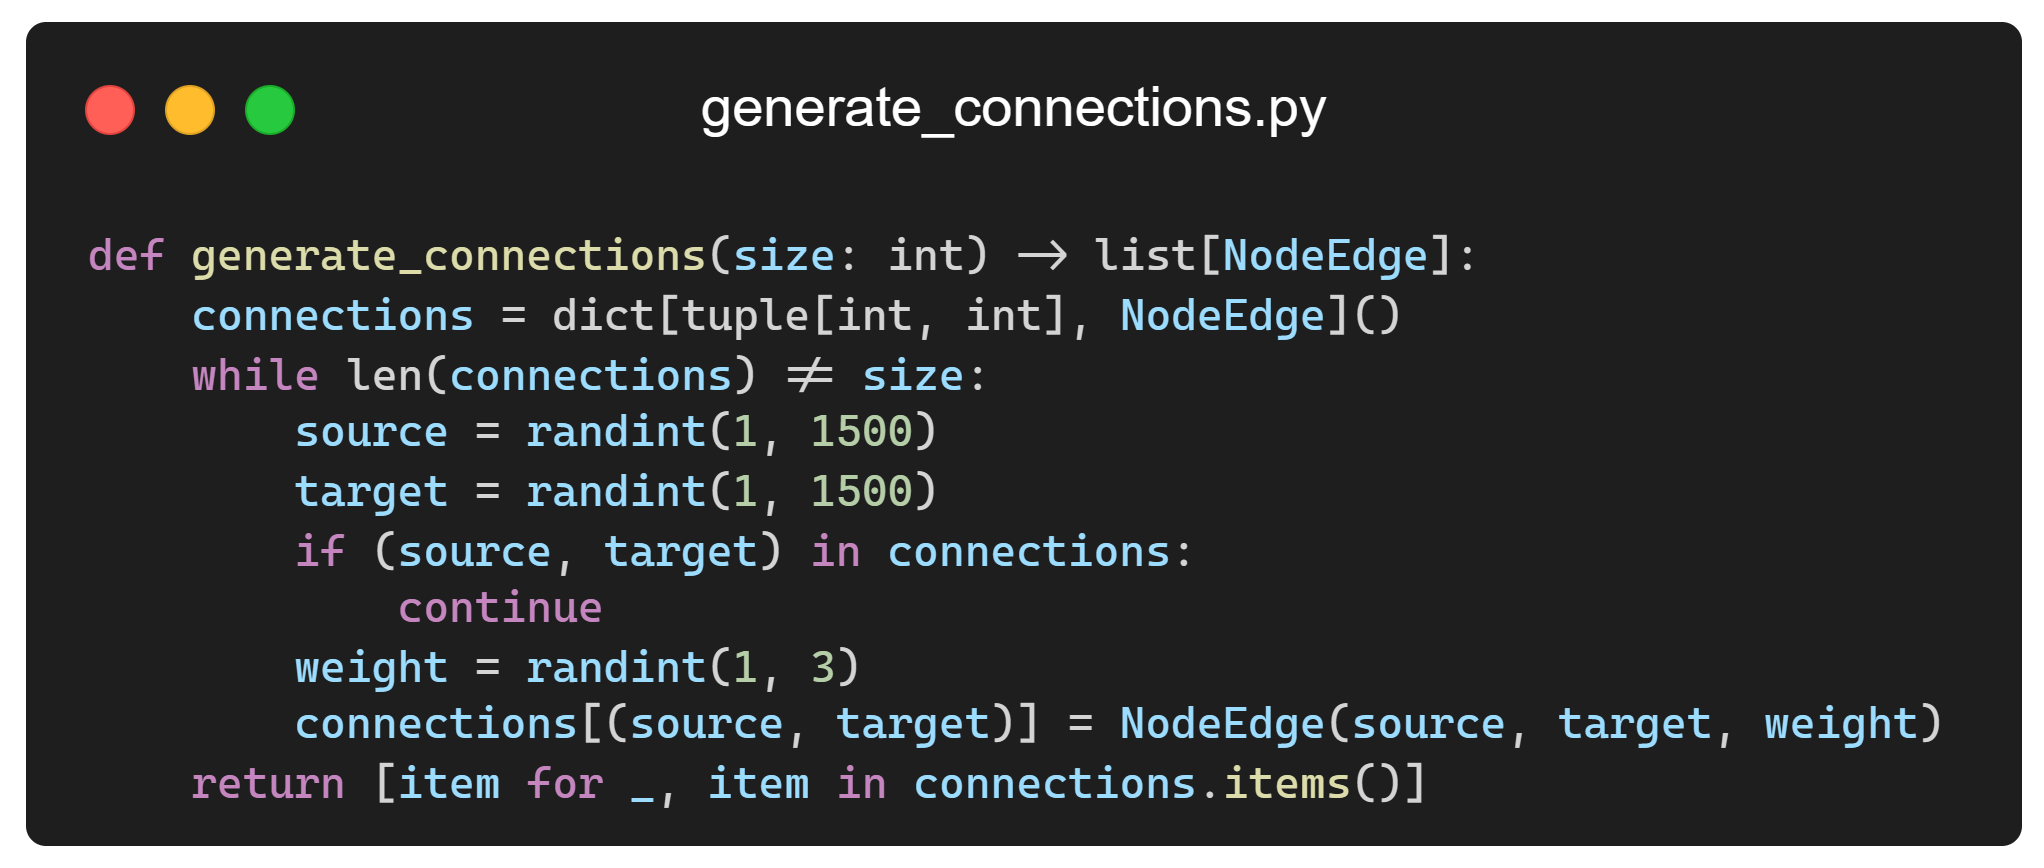 generate_connections.py
def generate_connections(size: int) -> list[NodeEdge]:
    connections = dict[tuple[int, int], NodeEdge]()
    while len(connections) != size:
        source = randint(1, 1500)
        target = randint(1, 1500)
        if (source, target) in connections:
            continue
        weight = randint(1, 3)
        connections[(source, target)] = NodeEdge(source, target, weight)
    return [item for _, item in connections.items()]